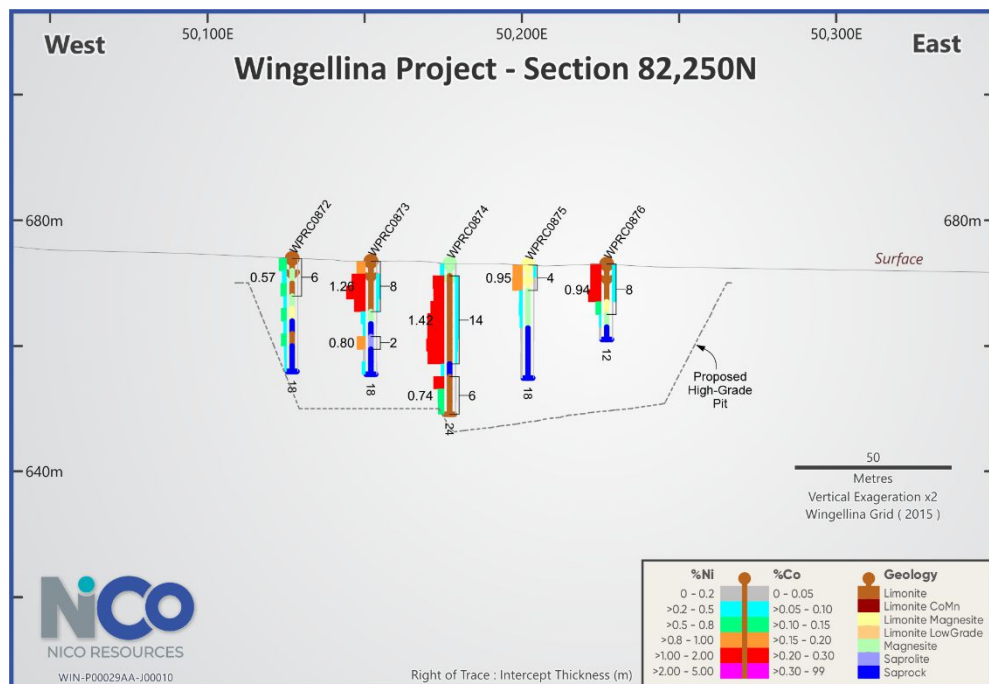 50,100E
50,200E
50,300E
West
East
Wingellina Project - Section 82,250N
680m
680m
WPRC0872
WPRC0873
WPRC0874
WPRC0875
WPRC0876
Surface
0.57
6
1.26
8
0.95
4
0.94
8
1.42
14
0.80
2
0.74
6
18
18
24
18
12
Proposed
High-Grade
Pit
640m
50
Metres
Vertical Exageration x2
Wingellina Grid ( 2015 )
NiCO
NICO RESOURCES
WIN-P00029AA-J00010
Right of Trace : Intercept Thickness (m)
%Ni %Co Geology
0 - 0.2 0 - 0.05 Limonite
>0.2 - 0.5 >0.05 - 0.10 Limonite CoMn
>0.5 - 0.8 >0.10 - 0.15 Limonite Magnesite
>0.8 - 1.00 >0.15 - 0.20 Limonite LowGrade
>1.00 - 2.00 >0.20 - 0.30 Magnesite
>2.00 - 5.00 >0.30 - 99 Saprolite
Saprock